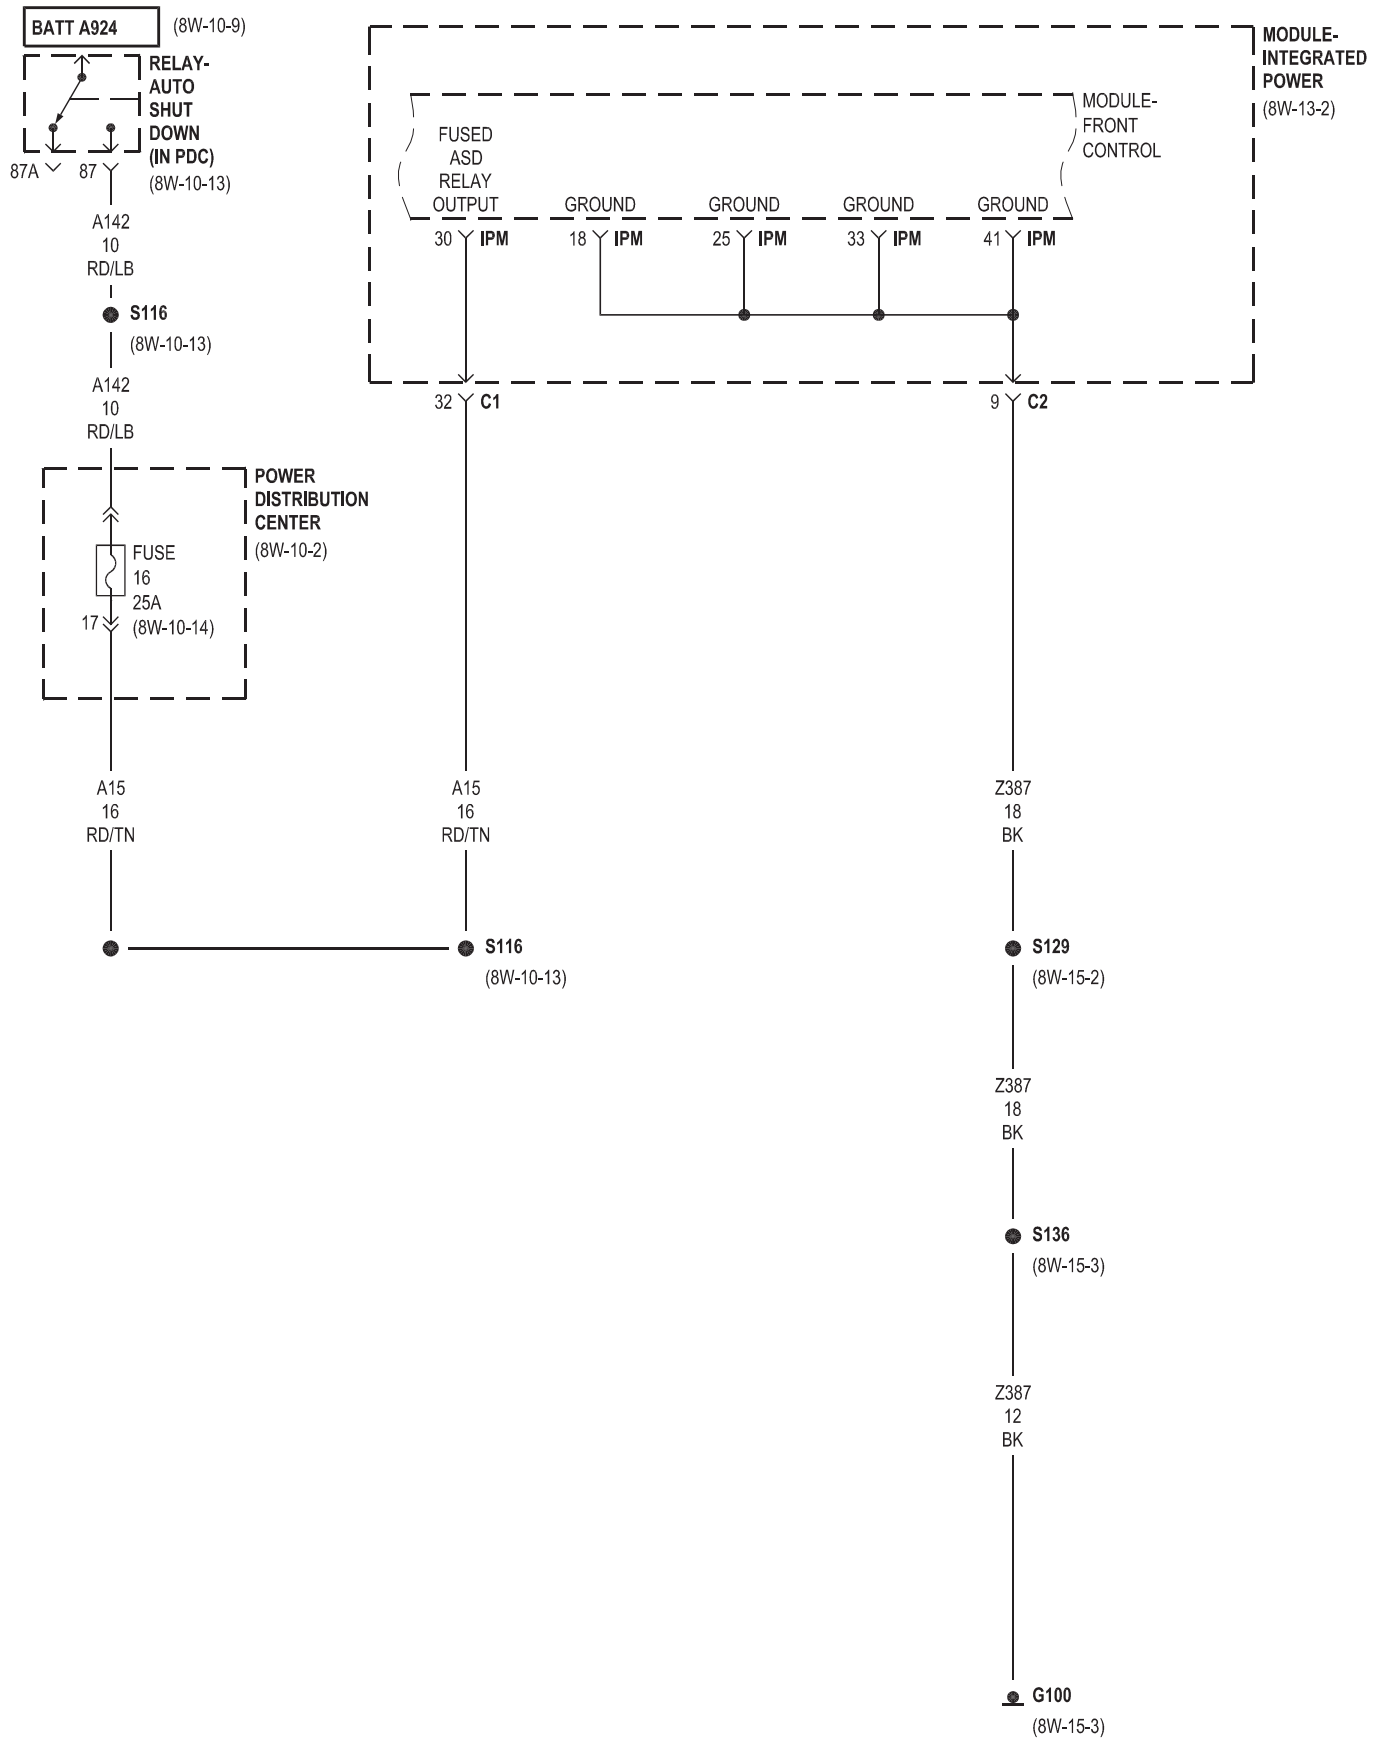 BATT A924
(8W-10-9)
RELAY-
AUTO
SHUT
DOWN
(IN PDC)
(8W-10-13)
87A
87
A142
10
RD/LB
S116
(8W-10-13)
A142
10
RD/LB
POWER
DISTRIBUTION
CENTER
(8W-10-2)
FUSE
16
25A
(8W-10-14)
17
A15
16
RD/TN
MODULE-
INTEGRATED
POWER
(8W-13-2)
MODULE-
FRONT
CONTROL
FUSED
ASD
RELAY
OUTPUT
GROUND
GROUND
GROUND
GROUND
30 IPM
18 IPM
25 IPM
33 IPM
41 IPM
32 C1
9 C2
A15
16
RD/TN
S116
(8W-10-13)
Z387
18
BK
S129
(8W-15-2)
Z387
18
BK
S136
(8W-15-3)
Z387
12
BK
G100
(8W-15-3)